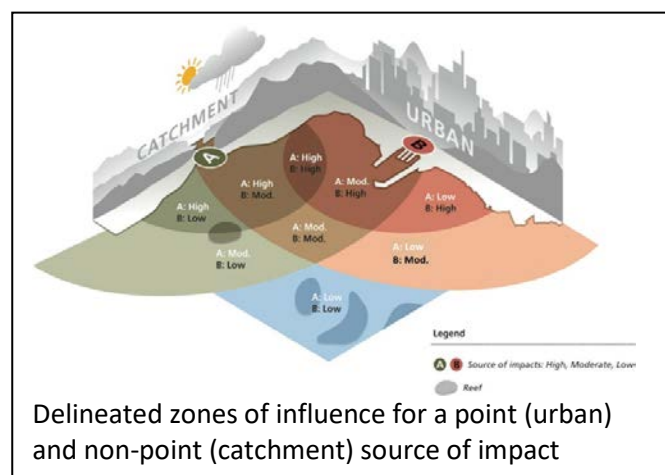 CATCHMENT
URBAN
A
B
A: High
B: High
A: High
B: Mod.
A: Mod.
B: High
A: Low
B: High
A: High
B: Low
A: Mod.
B: Mod.
A: Mod.
B: Low
A: Low
B: Mod.
A: Low
B: Low
Legend
A B Source of impacts: High, Moderate, Low
Reef
Delineated zones of influence for a point (urban)
and non-point (catchment) source of impact